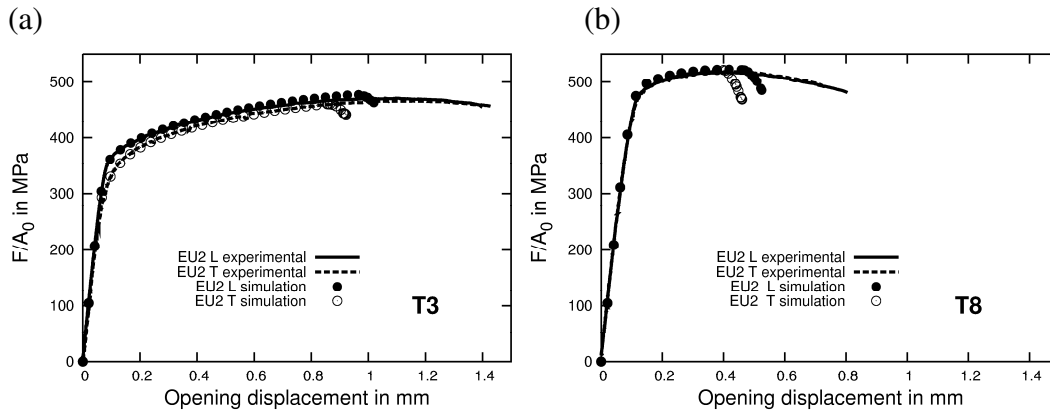 (a)
500
400
300
200
100
0
F/A0 in MPa
EU2 L experimental
EU2 T experimental
EU2 L simulation
EU2 T simulation
T3
0 0.2 0.4 0.6 0.8 1 1.2 1.4
Opening displacement in mm
(b)
500
400
300
200
100
0
F/A0 in MPa
EU2 L experimental
EU2 T experimental
EU2 L simulation
EU2 T simulation
T8
0 0.2 0.4 0.6 0.8 1 1.2 1.4
Opening displacement in mm